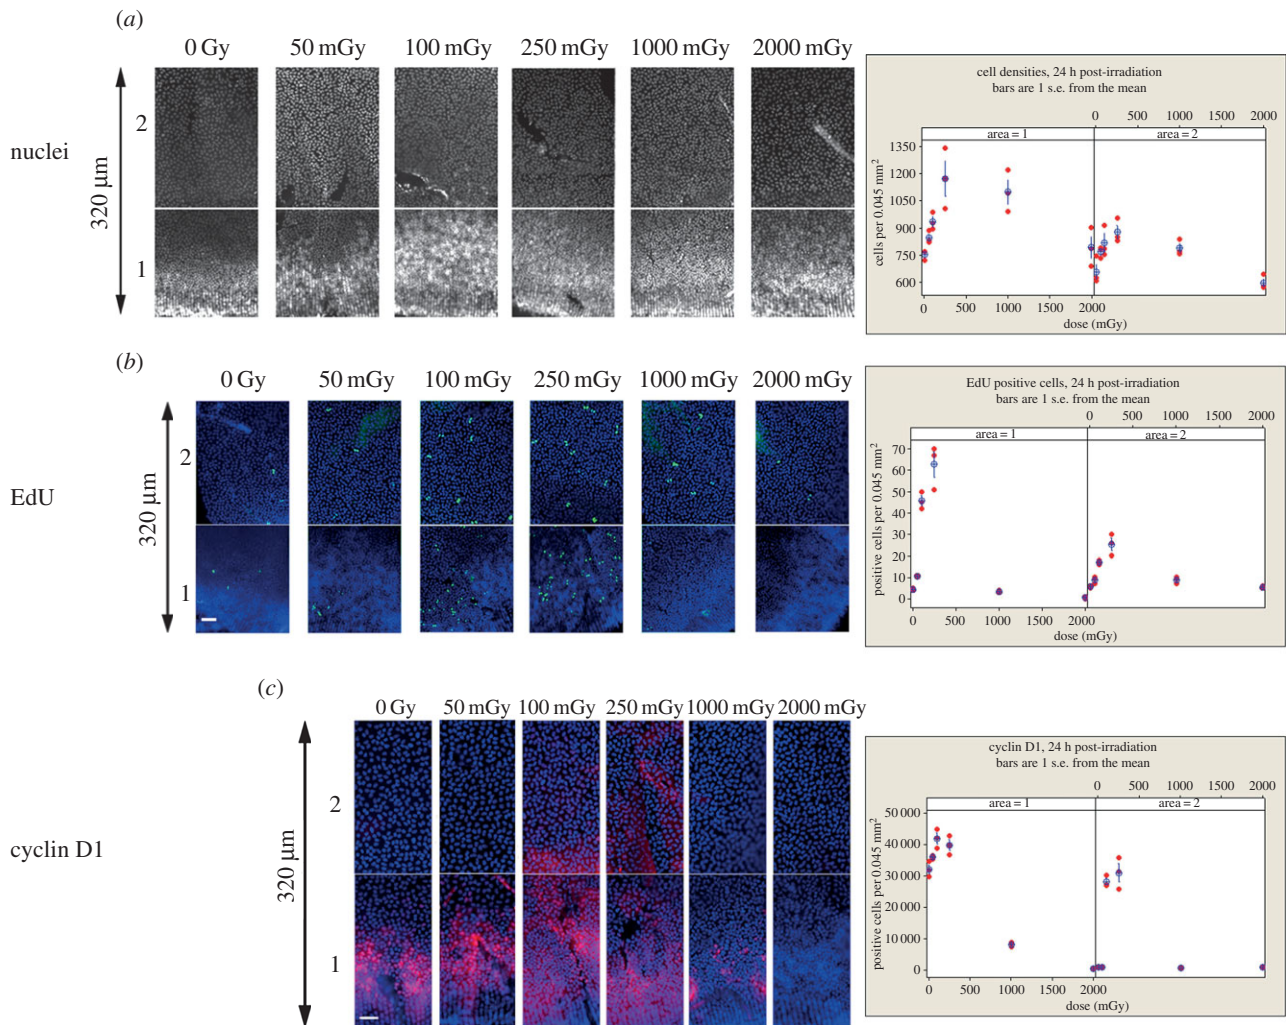 (a)
0 Gy 50 mGy 100 mGy 250 mGy 1000 mGy 2000 mGy
nuclei
320 µm
2
1
cell densities, 24 h post-irradiation
bars are 1 s.e. from the mean
0 500 1000 1500 2000
area = 1 area = 2
1350
1200
1050
900
750
600
cells per 0.045 mm²
0 500 1000 1500 2000
dose (mGy)
(b)
0 Gy 50 mGy 100 mGy 250 mGy 1000 mGy 2000 mGy
EdU
320 µm
2
1
EdU positive cells, 24 h post-irradiation
bars are 1 s.e. from the mean
0 500 1000 1500 2000
area = 1 area = 2
70
60
50
40
30
20
10
0
positive cells per 0.045 mm²
0 500 1000 1500 2000
dose (mGy)
(c)
0 Gy 50 mGy 100 mGy 250 mGy 1000 mGy 2000 mGy
cyclin D1
320 µm
2
1
cyclin D1, 24 h post-irradiation
bars are 1 s.e. from the mean
0 500 1000 1500 2000
area = 1 area = 2
50 000
40 000
30 000
20 000
10 000
0
positive cells per 0.045 mm²
0 1000 2000
dose (mGy)